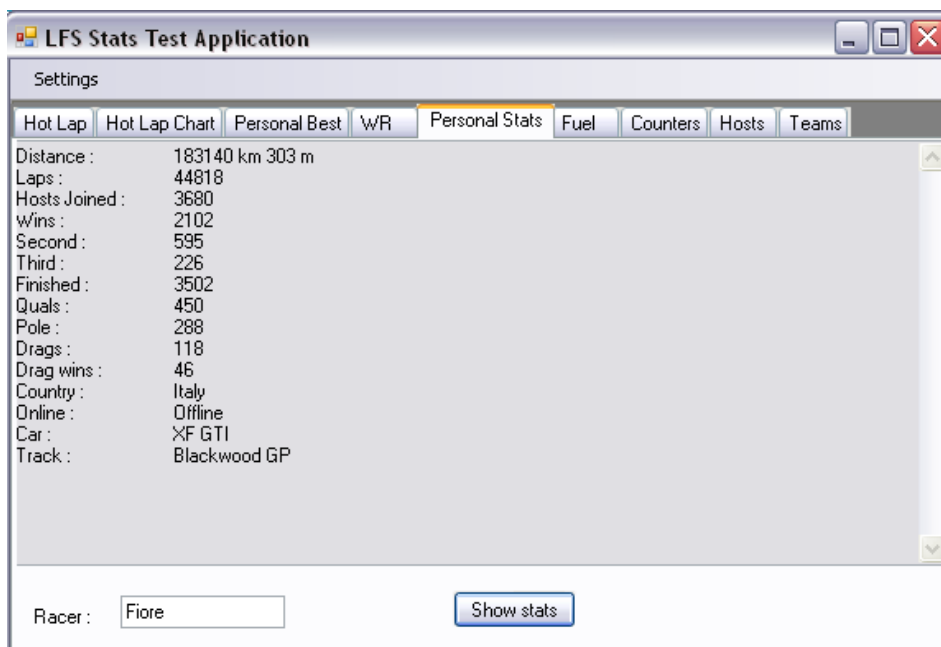 LFS Stats Test Application
Settings
Hot Lap Hot Lap Chart Personal Best WR Personal Stats Fuel Counters Hosts Teams
Distance : 183140 km 303 m
Laps : 44818
Hosts Joined : 3680
Wins : 2102
Second : 595
Third : 226
Finished : 3502
Quals : 450
Pole : 288
Drags : 118
Drag wins : 46
Country : Italy
Online : Offline
Car : XF GTI
Track : Blackwood GP
Racer : Fiore Show stats